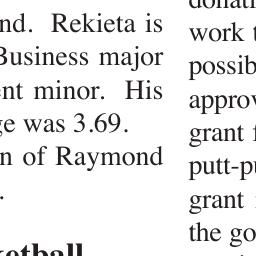 nd. Rekieta is
Business major
nt minor. His
ge was 3.69.
n of Raymond
.
ketball
donati
work t
possib
approv
grant f
putt-pu
grant
the go